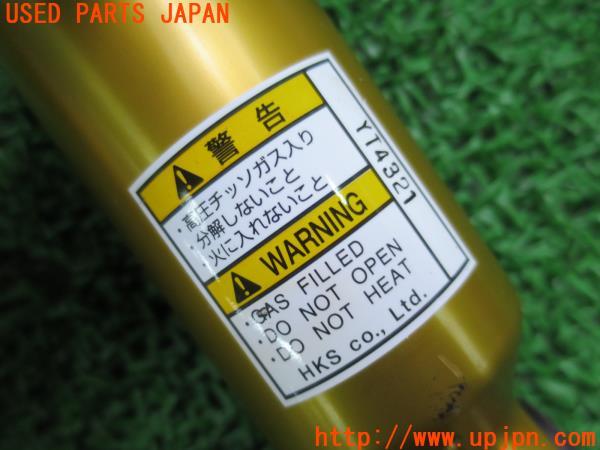 USED PARTS JAPAN
警告
・高圧チッソガス入り
分解しないこと
・火に入れないこと
WARNING
・GAS FILLED
・DO NOT OPEN
・DO NOT HEAT
HKS co., Ltd.
YT4321
http://www.upjpn.com